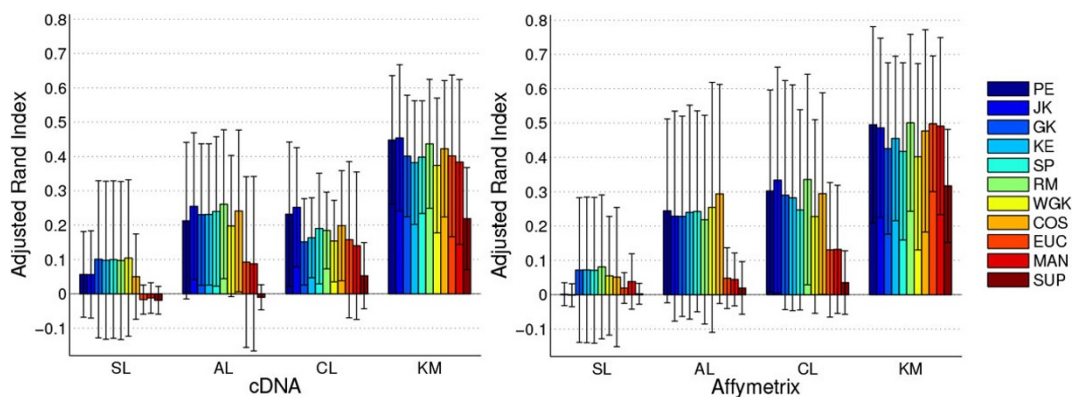 Adjusted Rand Index
0.8
0.7
0.6
0.5
0.4
0.3
0.2
0.1
0
−0.1
SL AL CL KM
cDNA
Adjusted Rand Index
0.8
0.7
0.6
0.5
0.4
0.3
0.2
0.1
0
−0.1
SL AL CL KM
Affymetrix
PE
JK
GK
KE
SP
RM
WGK
COS
EUC
MAN
SUP